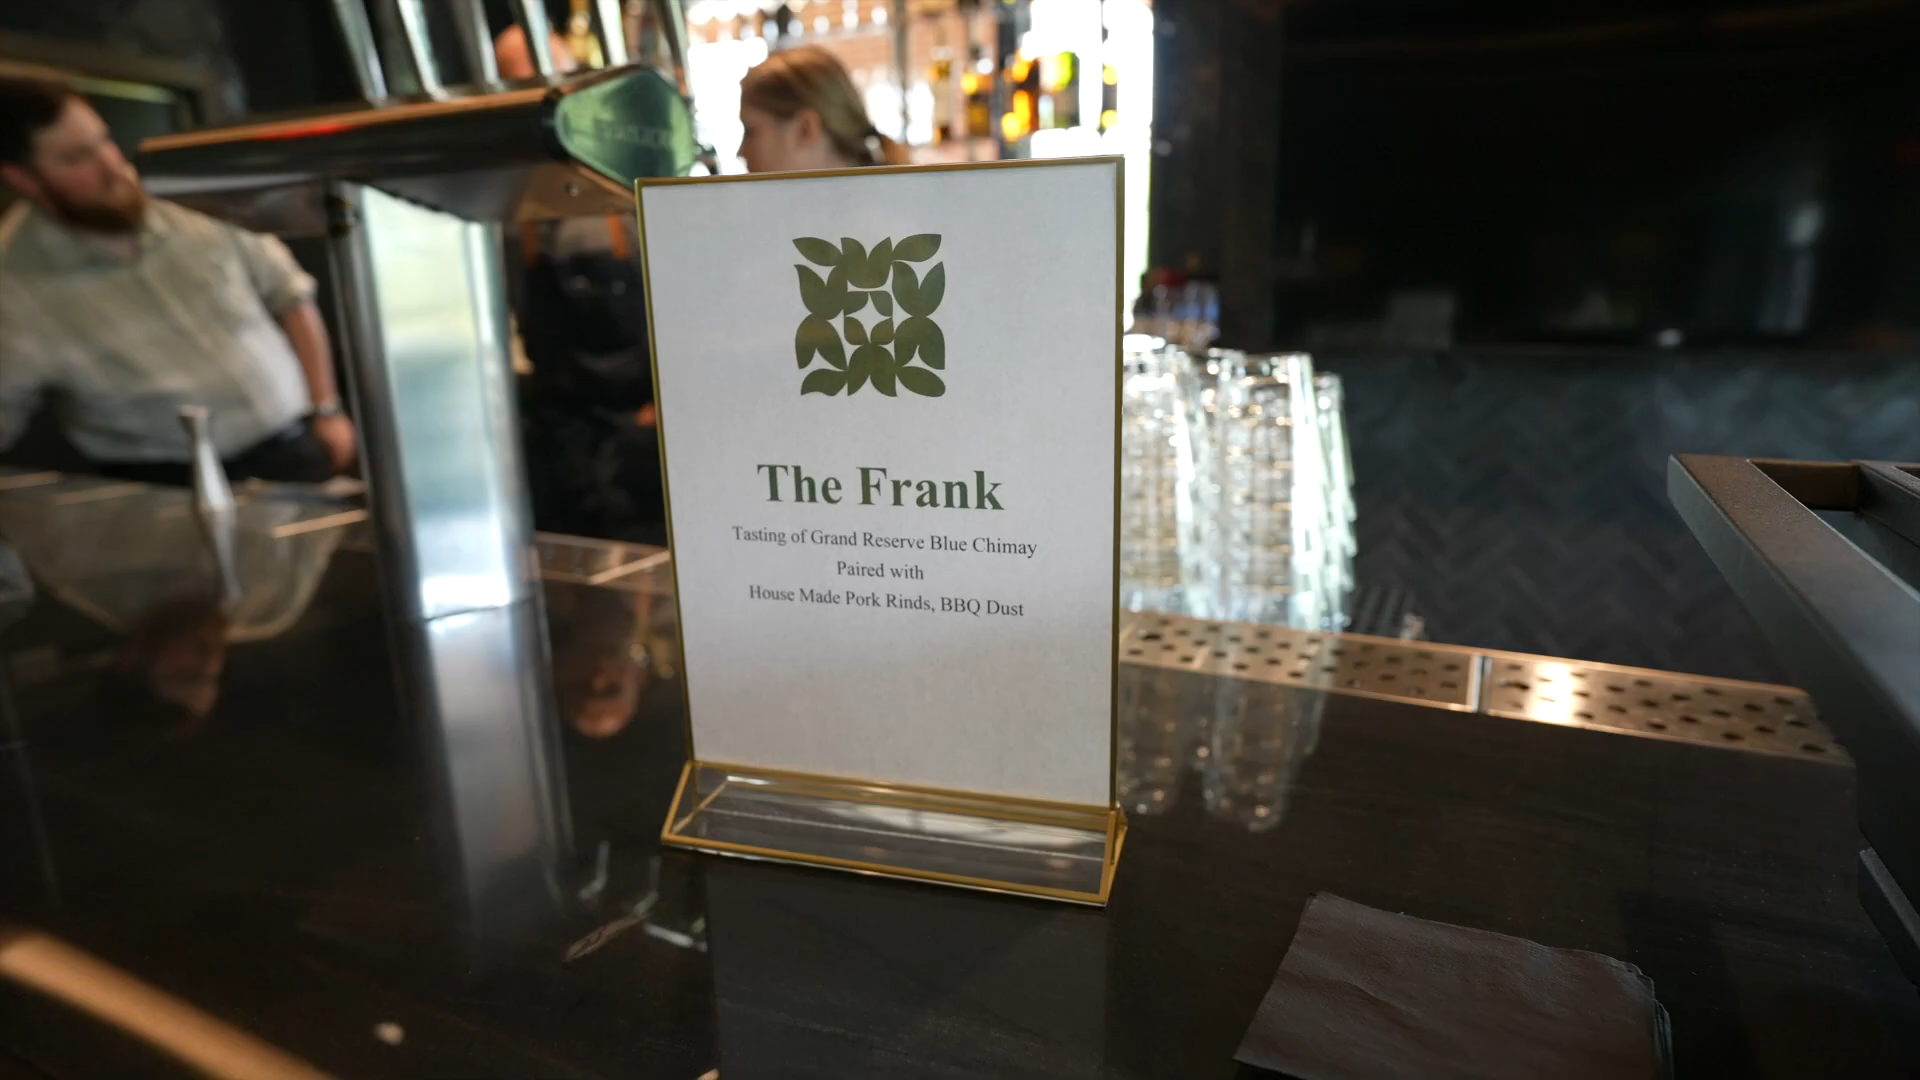 The Frank
Tasting of Grand Reserve Blue Chimay
Paired with
House Made Pork Rinds, BBQ Dust